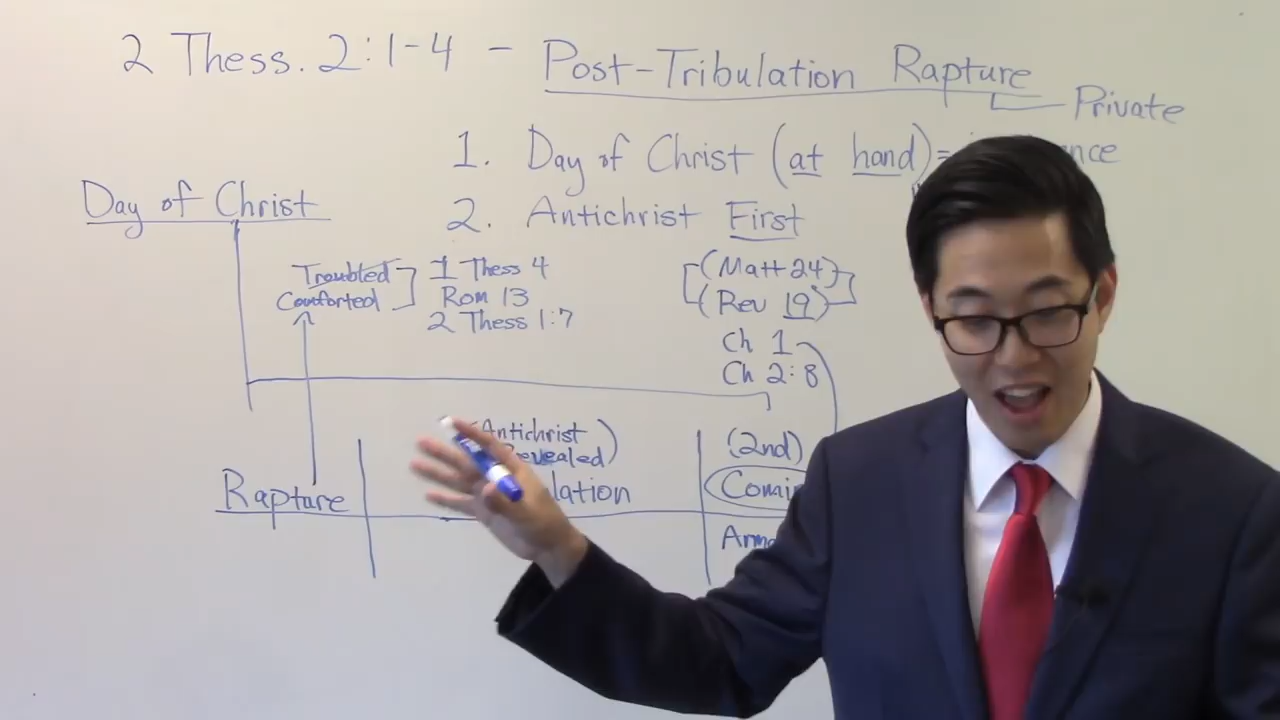 2 Thess. 2:1-4 - Post-Tribulation Rapture
Private
1. Day of Christ (at hand) =
Day of Christ
2. Antichrist First
Troubled
Comforted
1 Thess 4
Rom 13
2 Thess 1:7
(Matt 24)
(Rev 19)
Ch 1
Ch 2:8
(Antichrist
Revealed)
(2nd)
Rapture